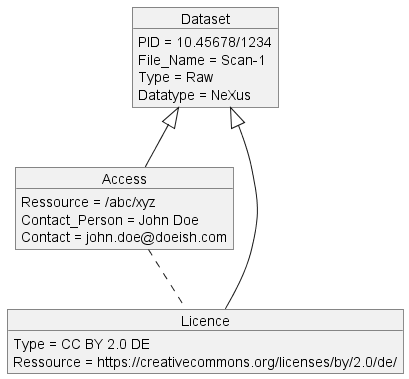 Dataset
PID = 10.45678/1234
File_Name = Scan-1
Type = Raw
Datatype = NeXus
Access
Ressource = /abc/xyz
Contact_Person = John Doe
Contact = john.doe@doeish.com
Licence
Type = CC BY 2.0 DE
Ressource = https://creativecommons.org/licenses/by/2.0/de/